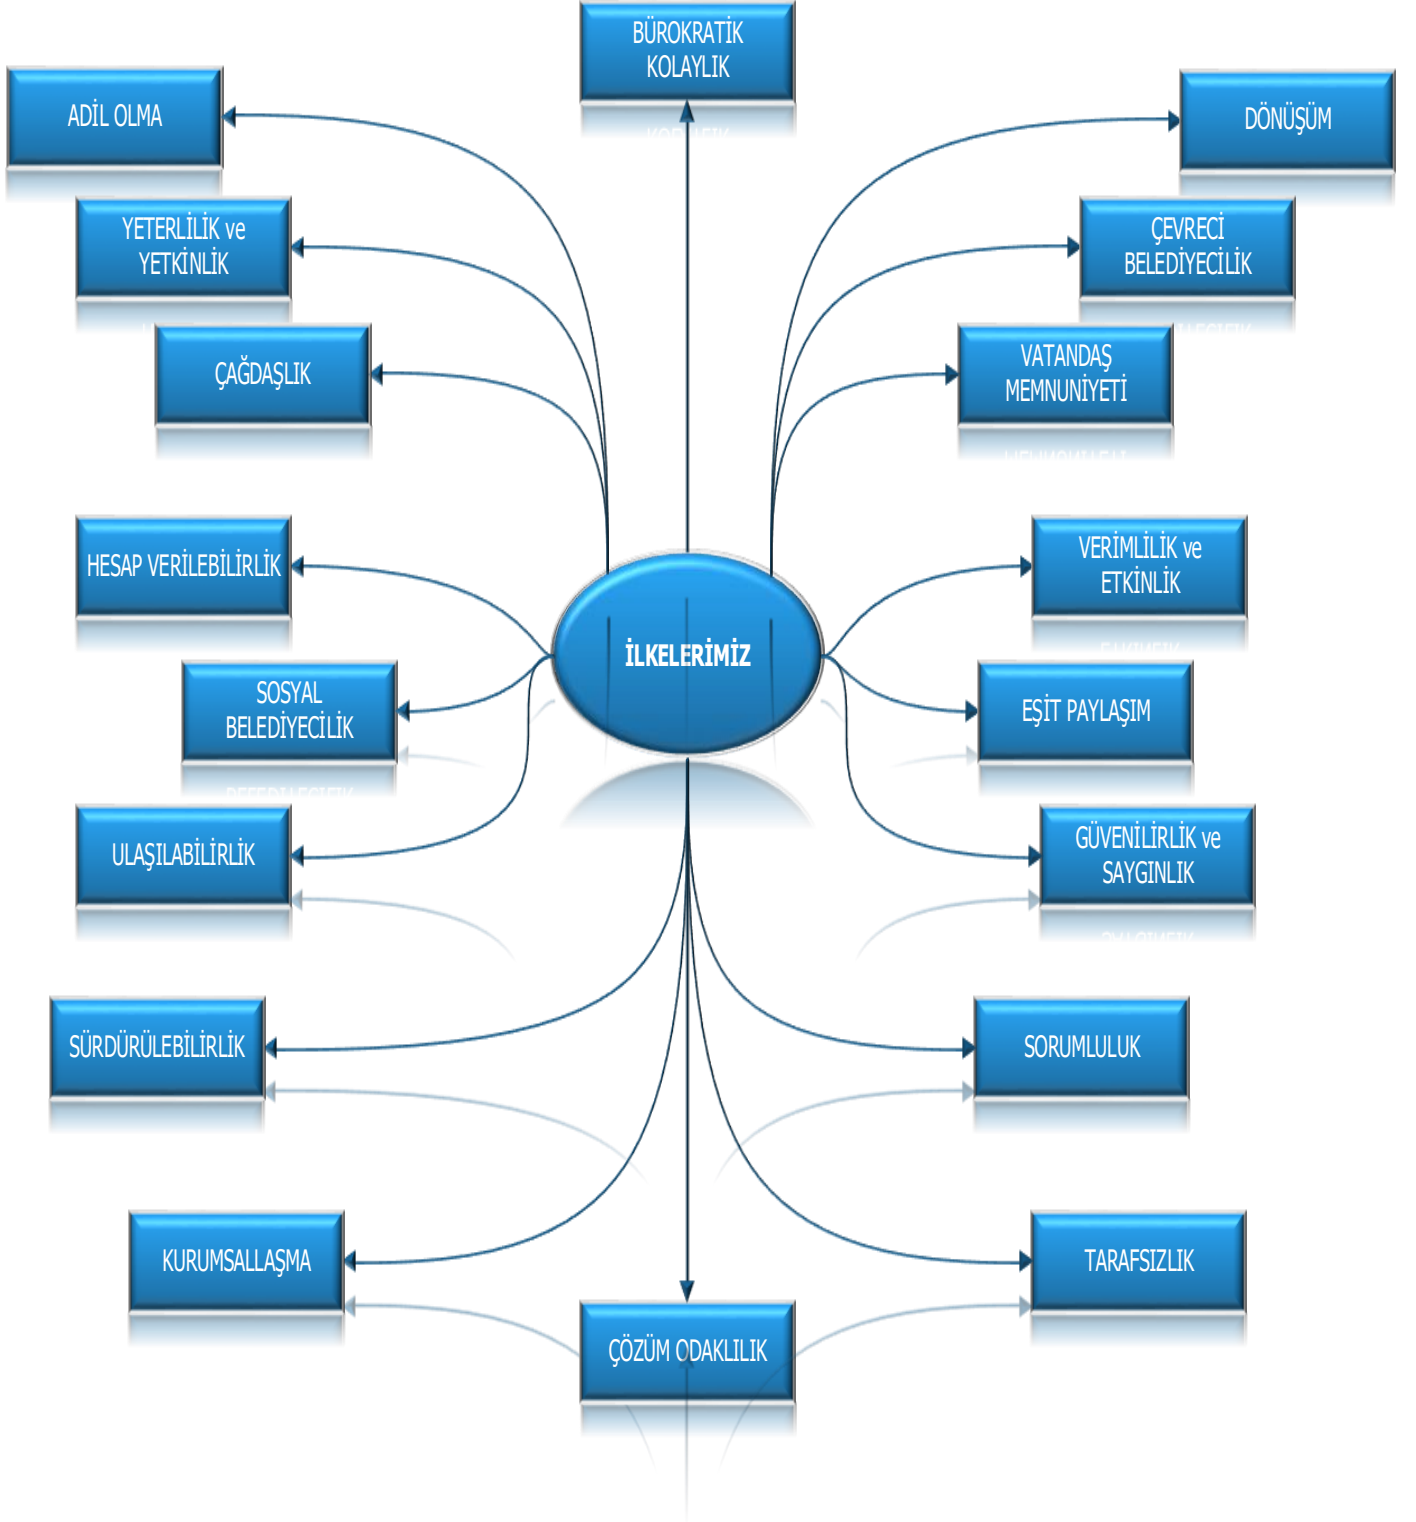 BÜROKRATİK
KOLAYLIK
ADİL OLMA
DÖNÜŞÜM
YETERLİLİK ve
YETKİNLİK
ÇEVRECİ
BELEDİYECİLİK
ÇAĞDAŞLIK
VATANDAŞ
MEMNUNİYETİ
HESAP VERİLEBİLİRLİK
VERİMLİLİK ve
ETKİNLİK
İLKELERİMİZ
SOSYAL
BELEDİYECİLİK
EŞİT PAYLAŞIM
ULAŞILABİLİRLİK
GÜVENİLİRLİK ve
SAYGINLIK
SÜRDÜRÜLEBİLİRLİK
SORUMLULUK
KURUMSALLAŞMA
TARAFSIZLIK
ÇÖZÜM ODAKLILIK